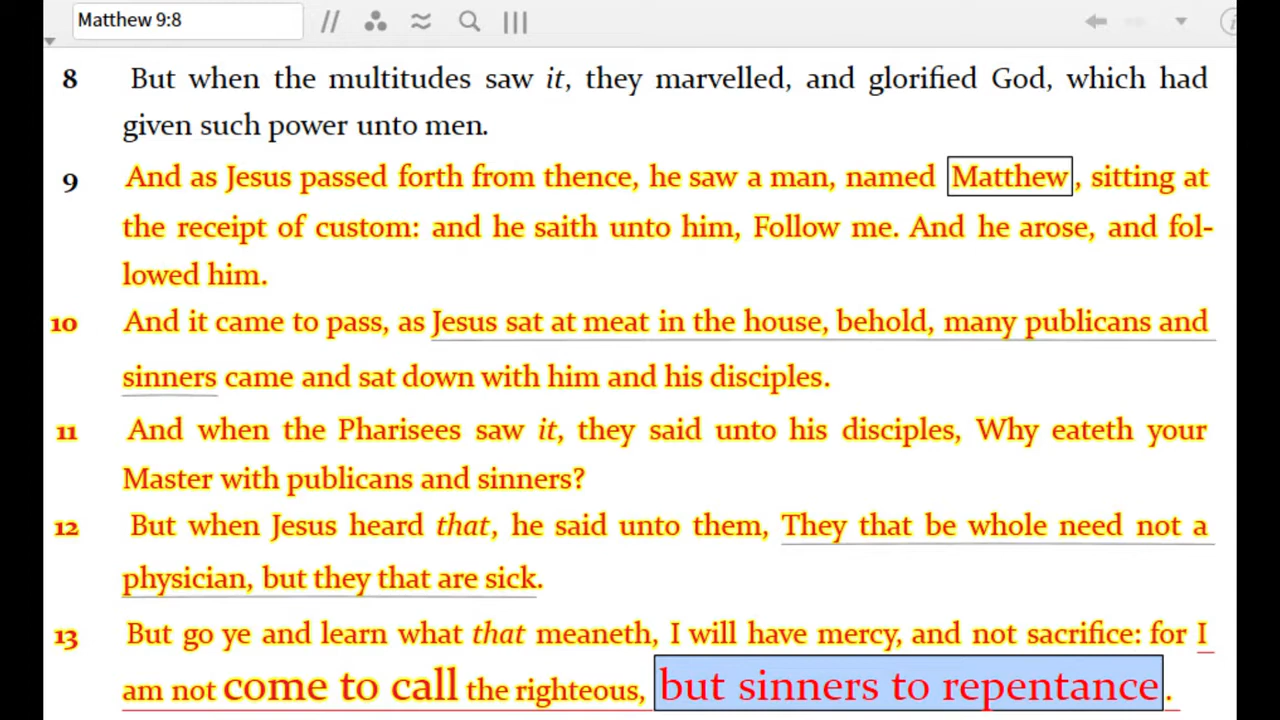 Matthew 9:8
8 But when the multitudes saw it, they marvelled, and glorified God, which had
given such power unto men.
9 And as Jesus passed forth from thence, he saw a man, named Matthew, sitting at
the receipt of custom: and he saith unto him, Follow me. And he arose, and fol-
lowed him.
10 And it came to pass, as Jesus sat at meat in the house, behold, many publicans and
sinners came and sat down with him and his disciples.
11 And when the Pharisees saw it, they said unto his disciples, Why eateth your
Master with publicans and sinners?
12 But when Jesus heard that, he said unto them, They that be whole need not a
physician, but they that are sick.
13 But go ye and learn what that meaneth, I will have mercy, and not sacrifice: for I
am not come to call the righteous, but sinners to repentance.